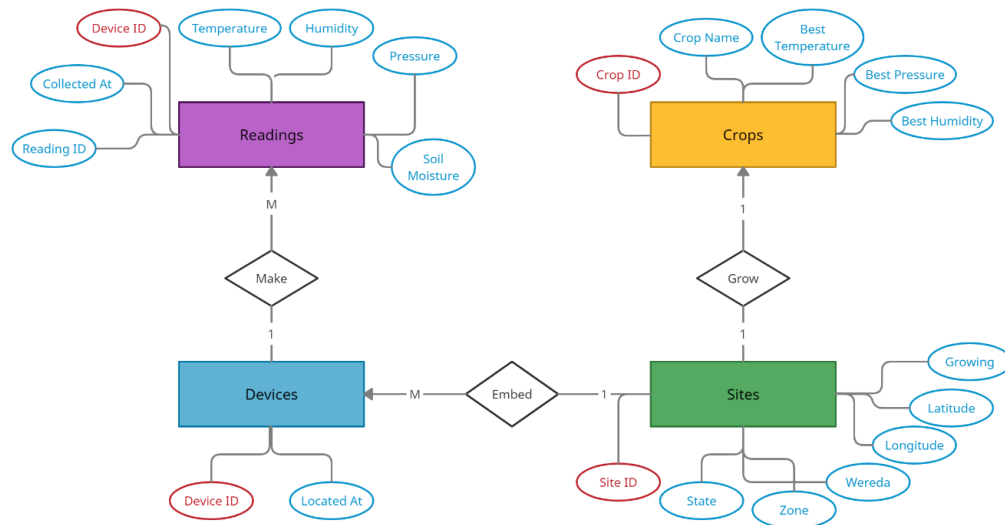 Device ID
Temperature
Humidity
Pressure
Collected At
Reading ID
Readings
Soil
Moisture
Crop Name
Best
Temperature
Crop ID
Best Pressure
Best Humidity
Crops
M
Make
1
1
Grow
1
Devices
M
Embed
1
Sites
Growing
Latitude
Longitude
Device ID
Located At
Site ID
State
Zone
Wereda